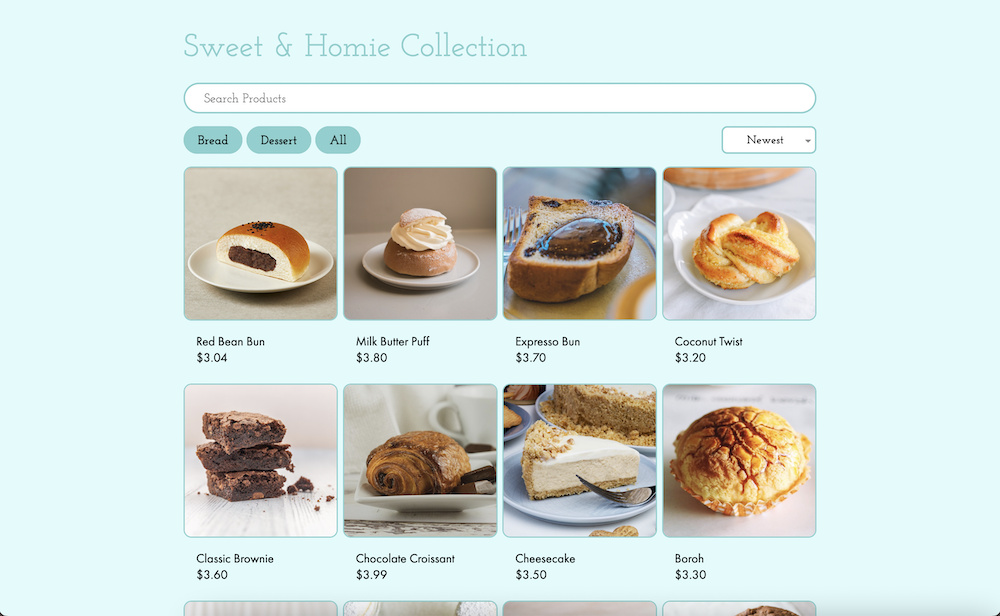 Sweet & Homie Collection
Search Products
Bread Dessert All Newest
Red Bean Bun Milk Butter Puff Expresso Bun Coconut Twist
$3.04 $3.80 $3.70 $3.20
Classic Brownie Chocolate Croissant Cheesecake Boroh
$3.60 $3.99 $3.50 $3.30